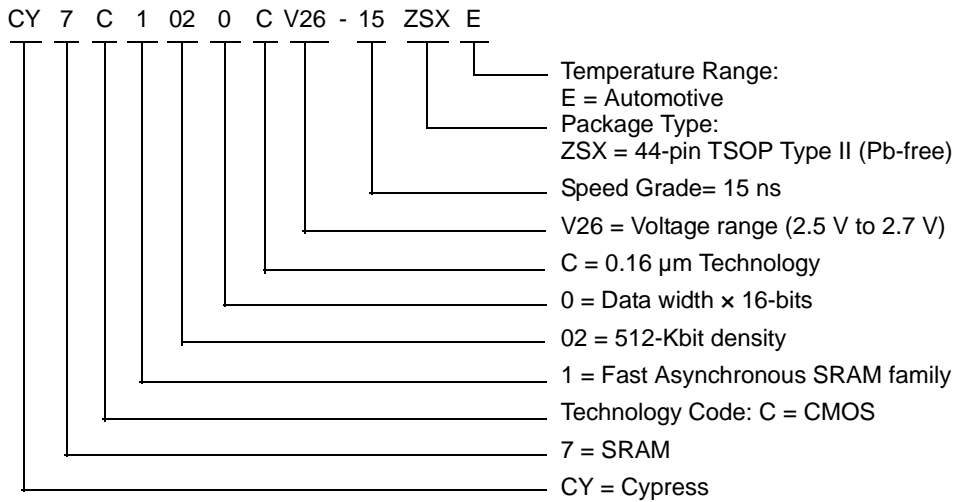 CY 7 C 1 02 0 C V26 - 15 ZSX E
Temperature Range:
E = Automotive
Package Type:
ZSX = 44-pin TSOP Type II (Pb-free)
Speed Grade= 15 ns
V26 = Voltage range (2.5 V to 2.7 V)
C = 0.16 µm Technology
0 = Data width × 16-bits
02 = 512-Kbit density
1 = Fast Asynchronous SRAM family
Technology Code: C = CMOS
7 = SRAM
CY = Cypress